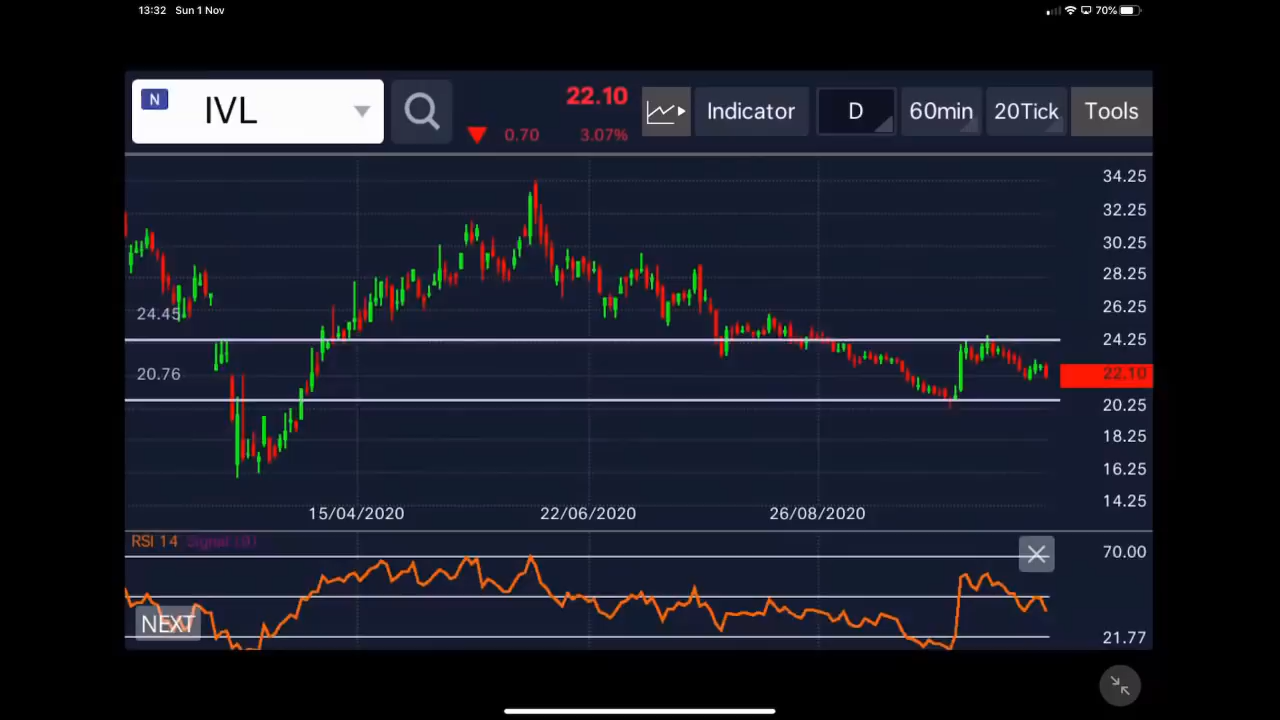 13:32 Sun 1 Nov 70%
N IVL 22.10 0.70 3.07% Indicator D 60min 20Tick Tools
34.25
32.25
30.25
28.25
26.25
24.45
24.25
20.76 22.10
20.25
18.25
16.25
14.25
15/04/2020 22/06/2020 26/08/2020
RSI 14 Signal (9)
70.00
NEXT
21.77